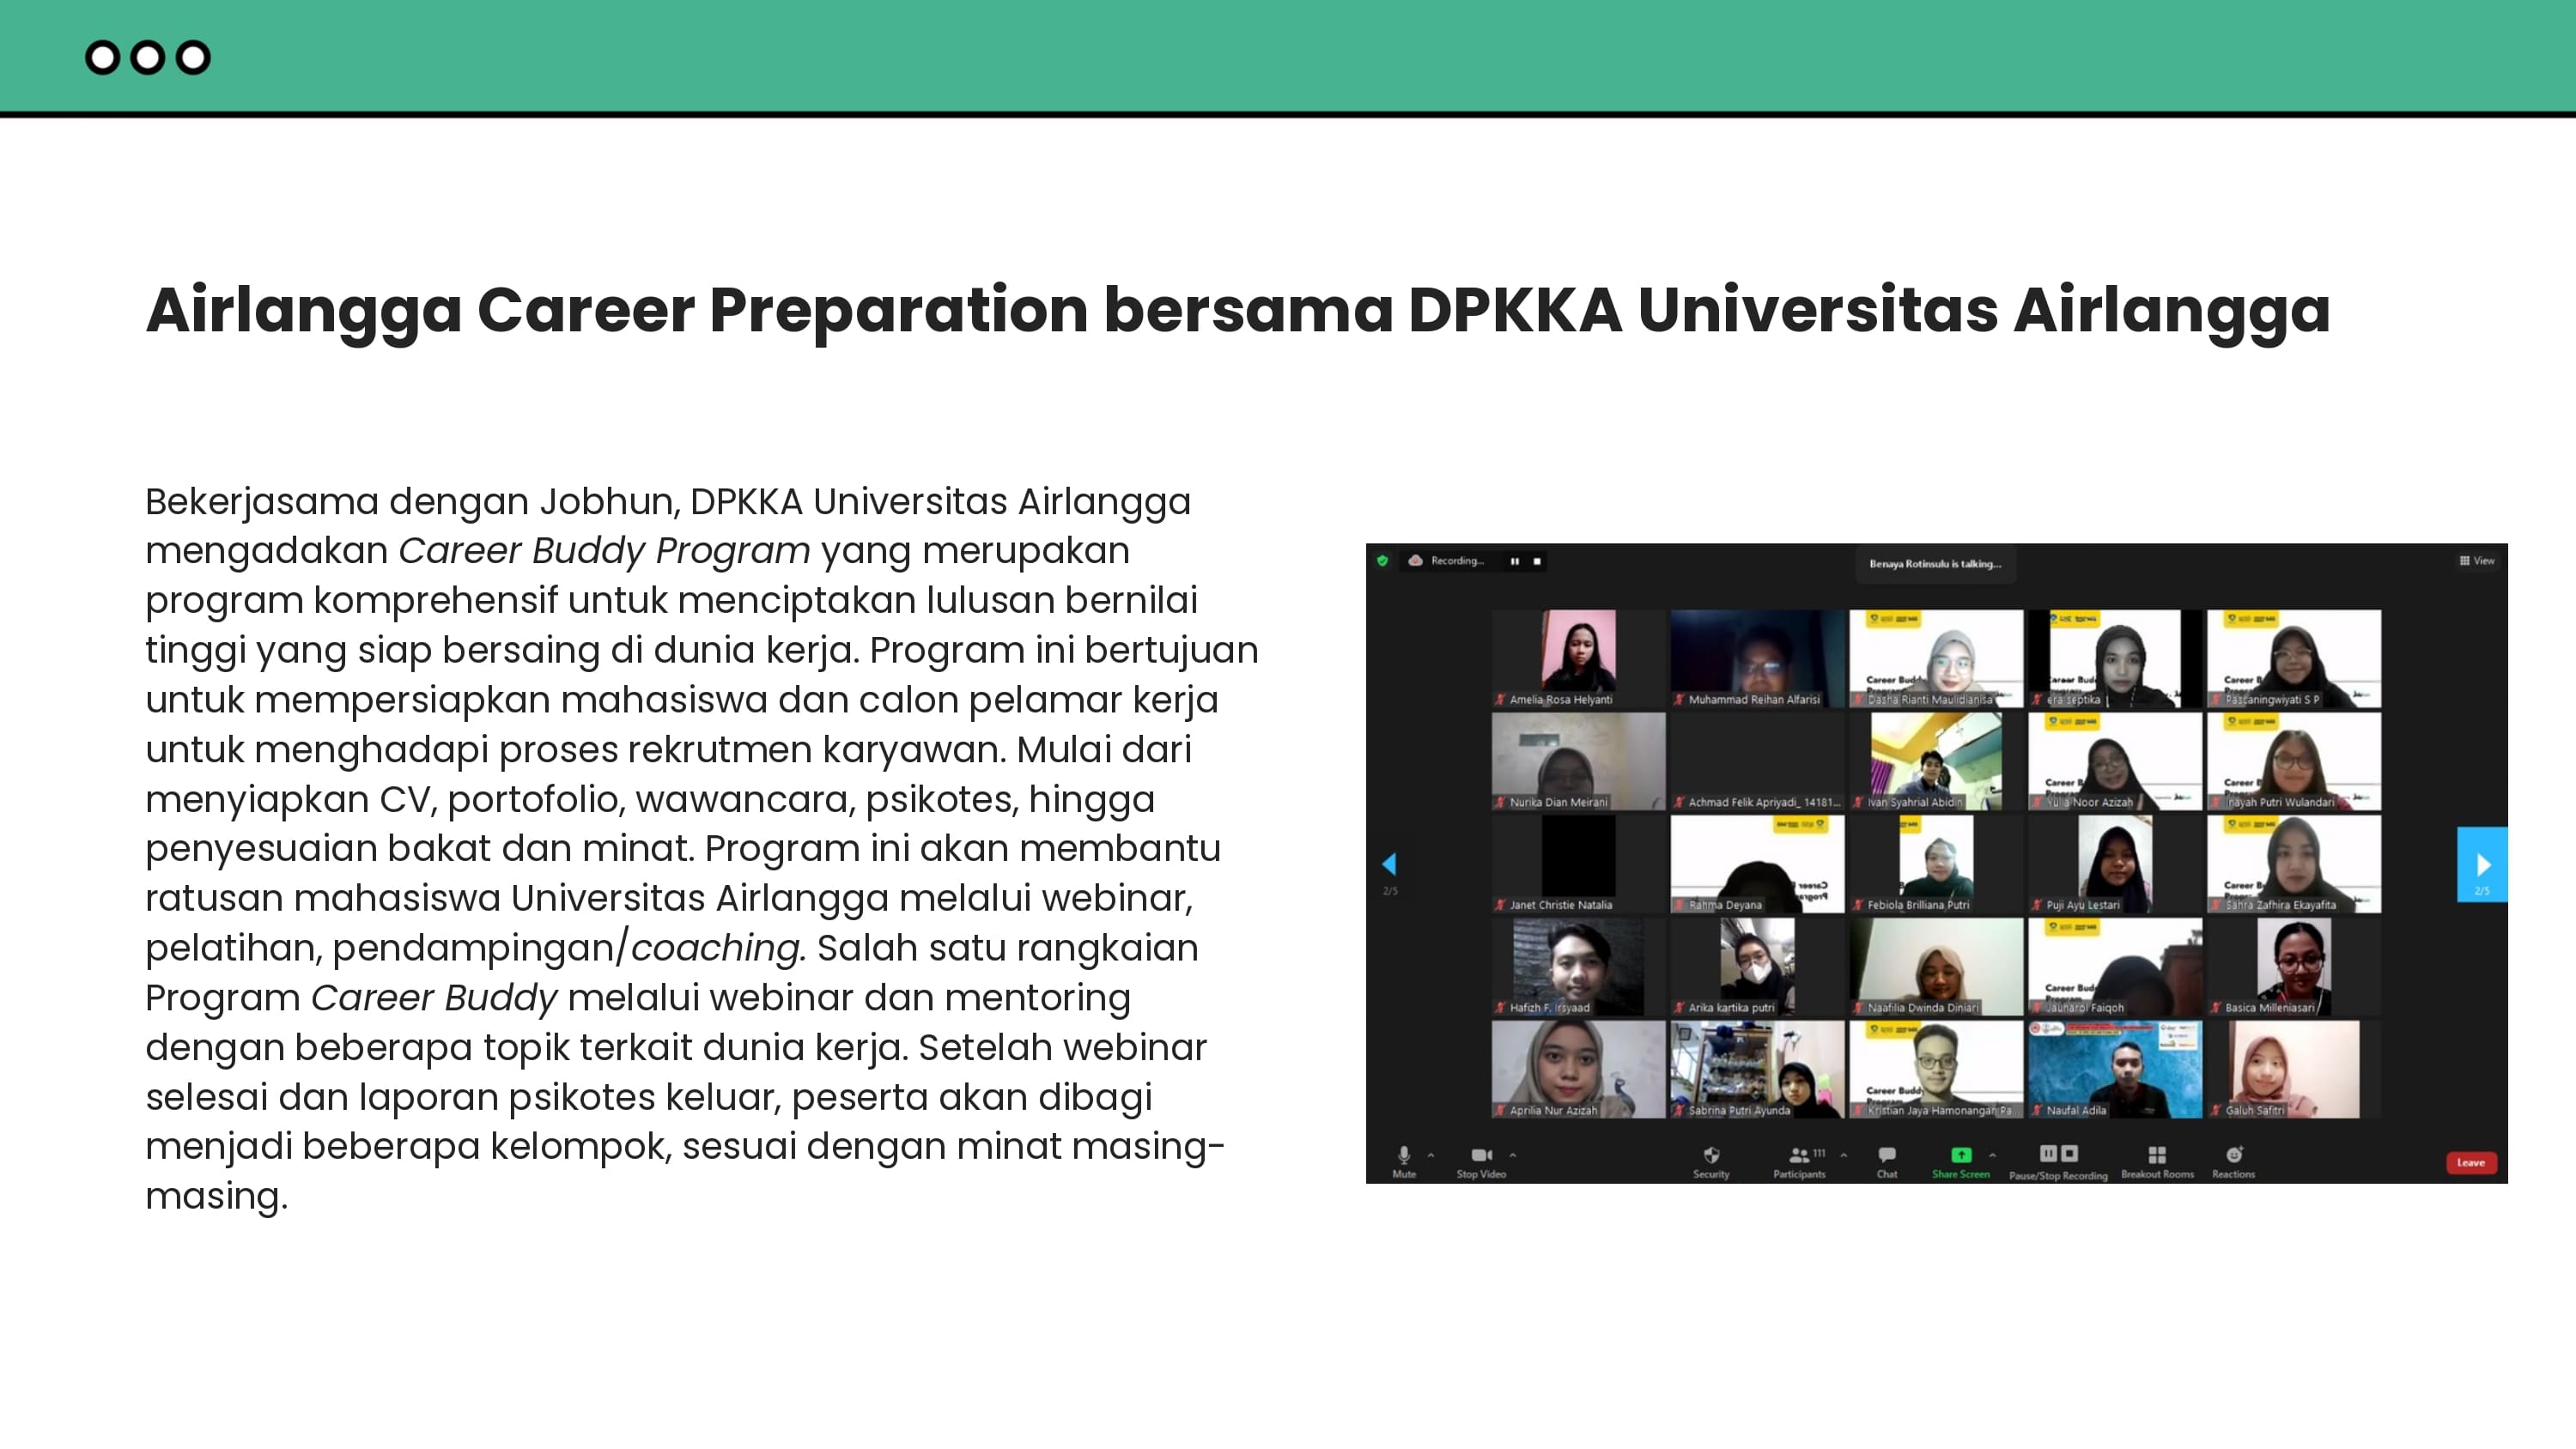 Airlangga Career Preparation bersama DPKKA Universitas Airlangga
Bekerjasama dengan Jobhun, DPKKA Universitas Airlangga
mengadakan Career Buddy Program yang merupakan
program komprehensif untuk menciptakan lulusan bernilai
tinggi yang siap bersaing di dunia kerja. Program ini bertujuan
untuk mempersiapkan mahasiswa dan calon pelamar kerja
untuk menghadapi proses rekrutmen karyawan. Mulai dari
menyiapkan CV, portofolio, wawancara, psikotes, hingga
penyesuaian bakat dan minat. Program ini akan membantu
ratusan mahasiswa Universitas Airlangga melalui webinar,
pelatihan, pendampingan/coaching. Salah satu rangkaian
Program Career Buddy melalui webinar dan mentoring
dengan beberapa topik terkait dunia kerja. Setelah webinar
selesai dan laporan psikotes keluar, peserta akan dibagi
menjadi beberapa kelompok, sesuai dengan minat masing-
masing.
Recording...
Benaya Rotinsulu is talking...
View
Amelia Rosa Helyanti
Muhammad Reihan Alfarisi
Dasha Rianti Maulidianisa
era septika
Pascaningwiyati S P
Nurika Dian Meirani
Achmad Felik Apriyadi_ 14181...
Ivan Syahrial Abidin
Yulia Noor Azizah
Inayah Putri Wulandari
2/5
2/5
Janet Christie Natalia
Rahma Deyana
Febiola Brilliana Putri
Puji Ayu Lestari
Sahra Zafhira Ekayafita
Hafizh F. Irsyaad
Arika kartika putri
Naafilia Dwinda Diniari
Jauharol Faiqoh
Basica Milleniasari
Aprilia Nur Azizah
Sabrina Putri Ayunda
Kristian Jaya Hamonangan Pa...
Naufal Adila
Galuh Safitri
Mute
Stop Video
Security
Participants 111
Chat
Share Screen
Pause/Stop Recording
Breakout Rooms
Reactions
Leave